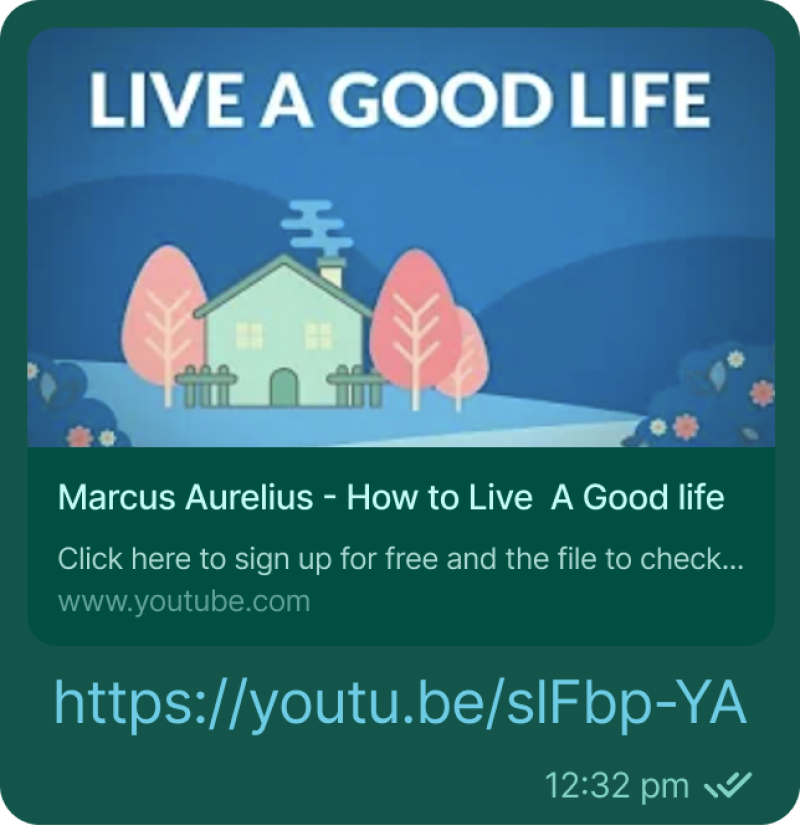 LIVE A GOOD LIFE
Marcus Aurelius - How to Live  A Good life
Click here to sign up for free and the file to check...
www.youtube.com
https://youtu.be/slFbp-YA
12:32 pm